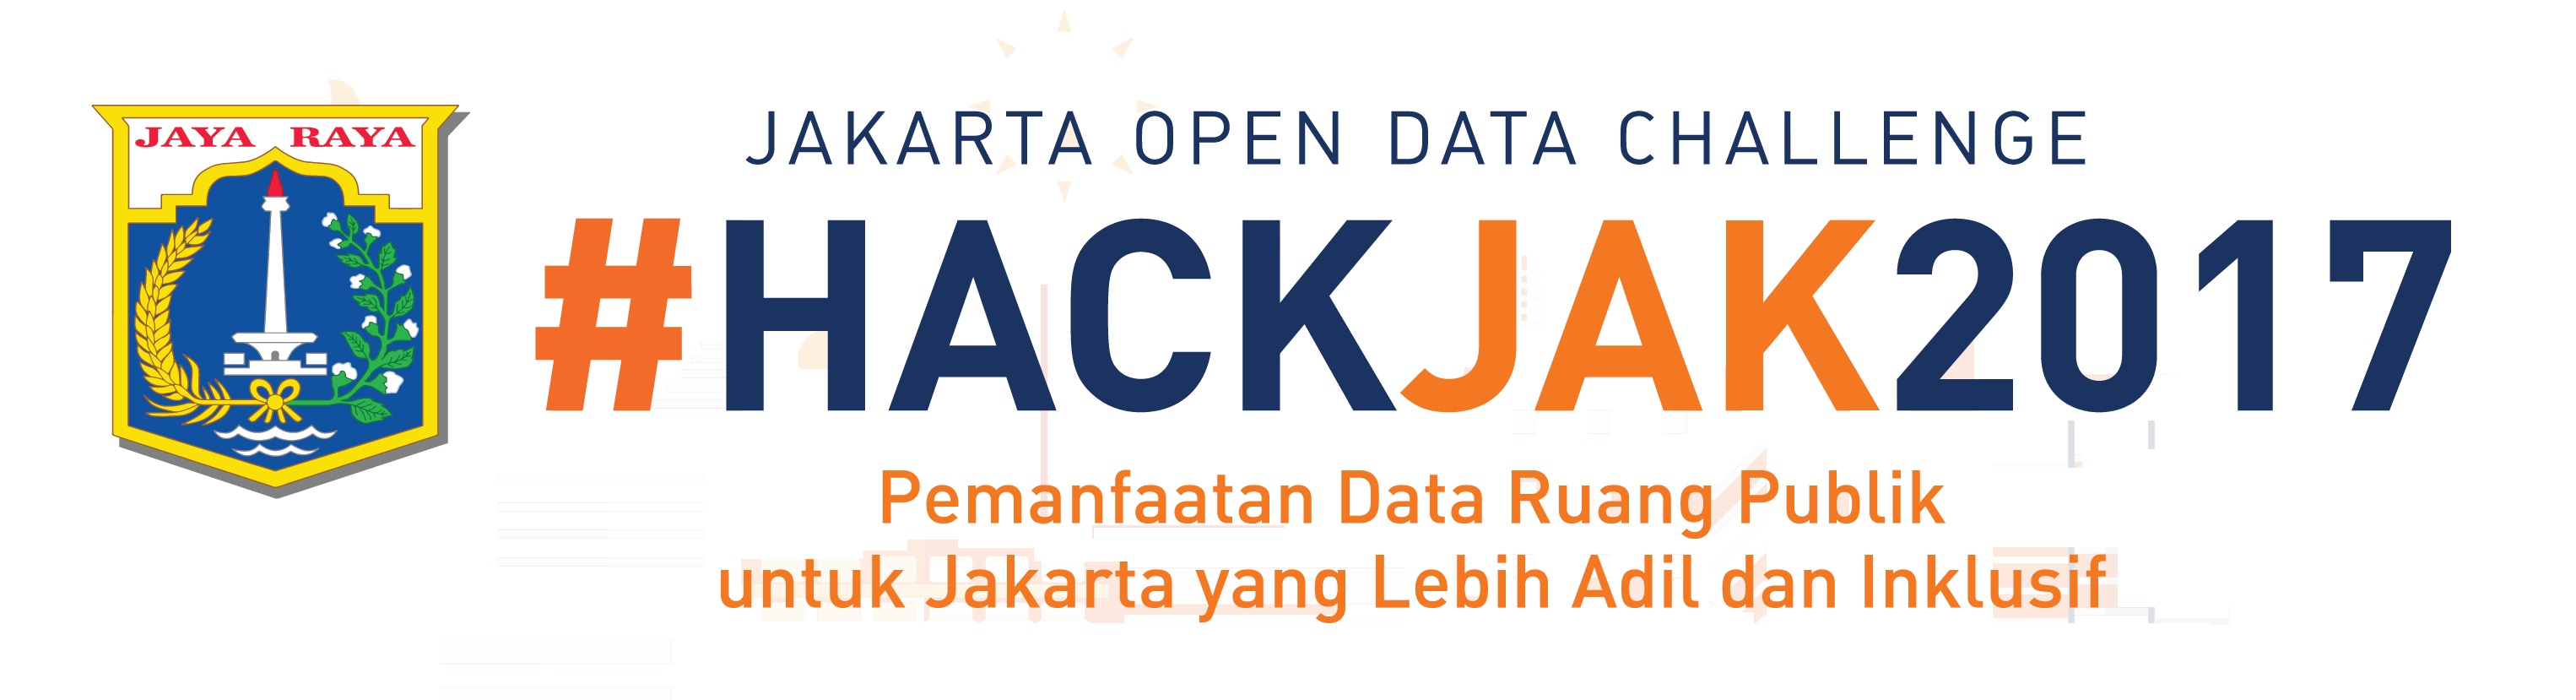 JAYA RAYA
JAKARTA OPEN DATA CHALLENGE
#HACKJAK2017
Pemanfaatan Data Ruang Publik
untuk Jakarta yang Lebih Adil dan Inklusif